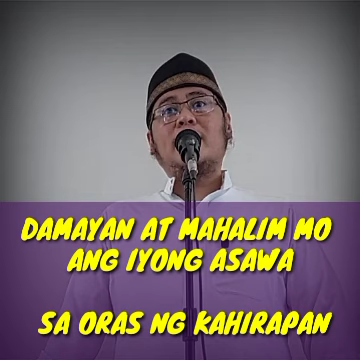 DAMAYAN AT MAHALIM MO
ANG IYONG ASAWA
SA ORAS NG KAHIRAPAN